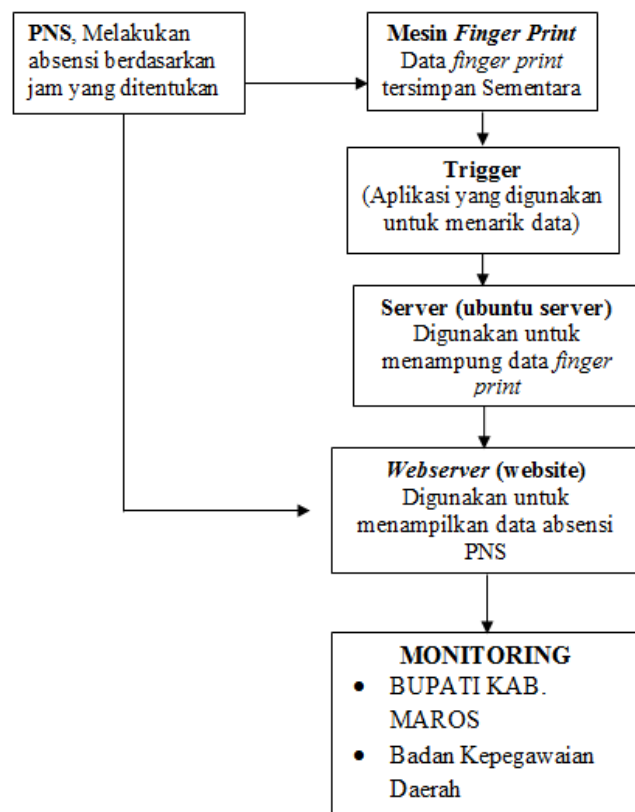 PNS, Melakukan
absensi berdasarkan
jam yang ditentukan
Mesin Finger Print
Data finger print
tersimpan Sementara
Trigger
(Aplikasi yang digunakan
untuk menarik data)
Server (ubuntu server)
Digunakan untuk
menampung data finger
print
Webserver (website)
Digunakan untuk
menampilkan data absensi
PNS
MONITORING
• BUPATI KAB.
MAROS
• Badan Kepegawaian
Daerah